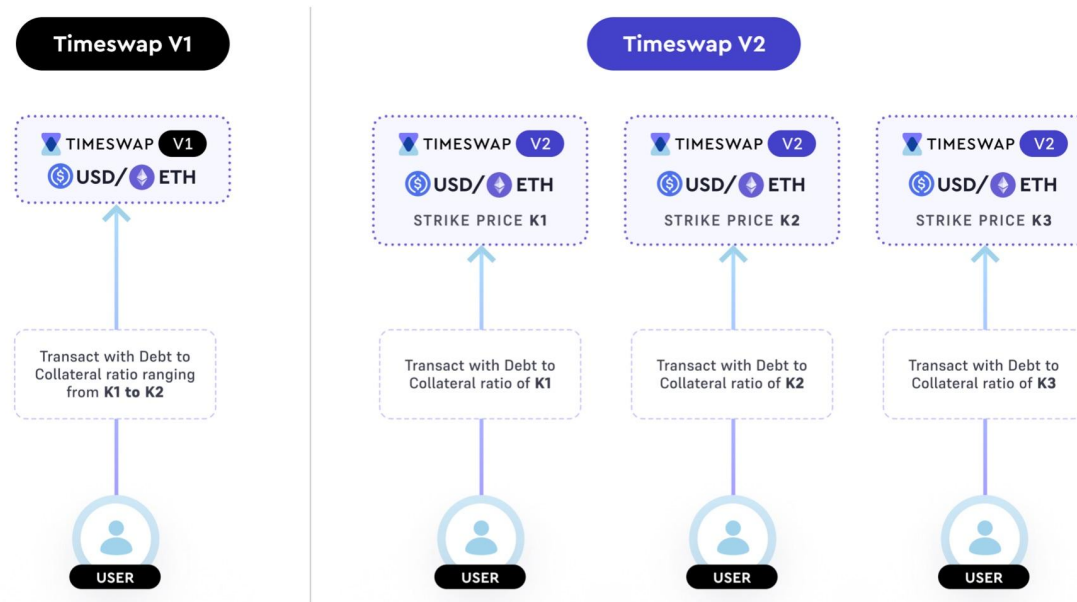 Timeswap V1
TIMESWAP V1
USD/ ETH
Transact with Debt to
Collateral ratio ranging
from K1 to K2
USER
Timeswap V2
TIMESWAP V2
USD/ ETH
STRIKE PRICE K1
Transact with Debt to
Collateral ratio of K1
USER
TIMESWAP V2
USD/ ETH
STRIKE PRICE K2
Transact with Debt to
Collateral ratio of K2
USER
TIMESWAP V2
USD/ ETH
STRIKE PRICE K3
Transact with Debt to
Collateral ratio of K3
USER